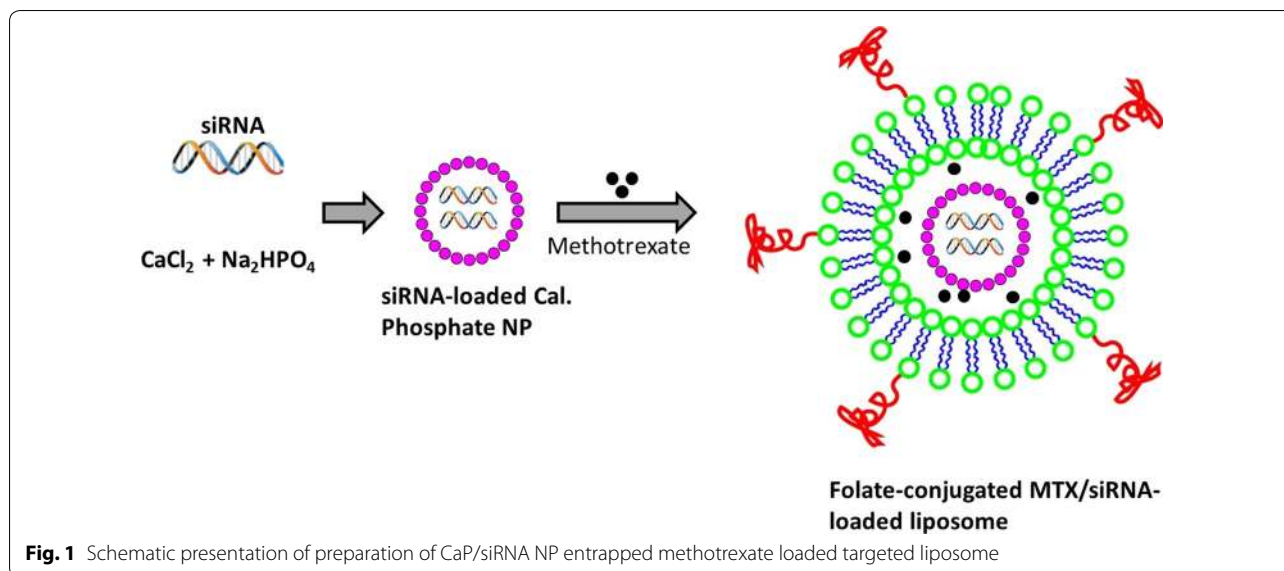 siRNA
CaCl₂ + Na₂HPO₄
siRNA-loaded Cal.
Phosphate NP
Methotrexate
Folate-conjugated MTX/siRNA-
loaded liposome
Fig. 1 Schematic presentation of preparation of CaP/siRNA NP entrapped methotrexate loaded targeted liposome